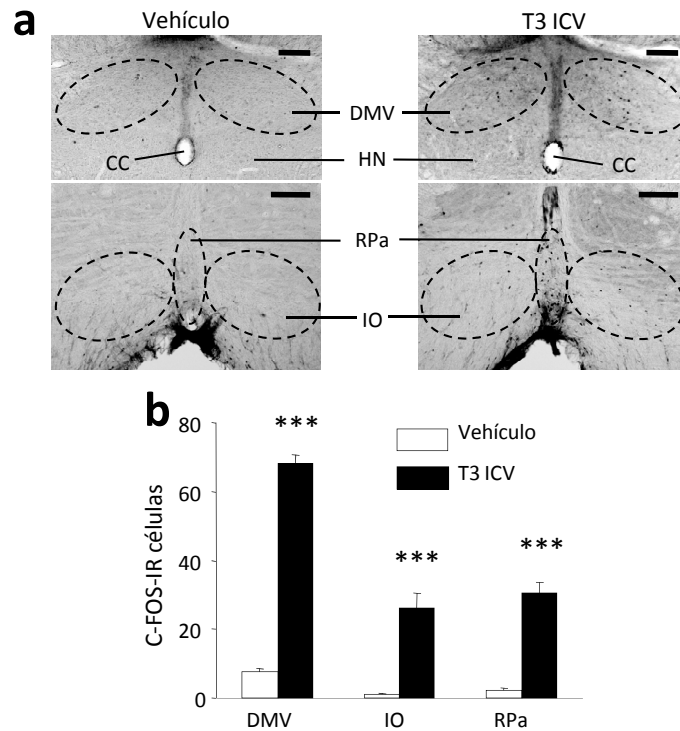 a
Vehículo
T3 ICV
DMV
CC
HN
CC
RPa
IO
b
80
60
40
20
0
C-FOS-IR células
***
***
***
Vehículo
T3 ICV
DMV
IO
RPa